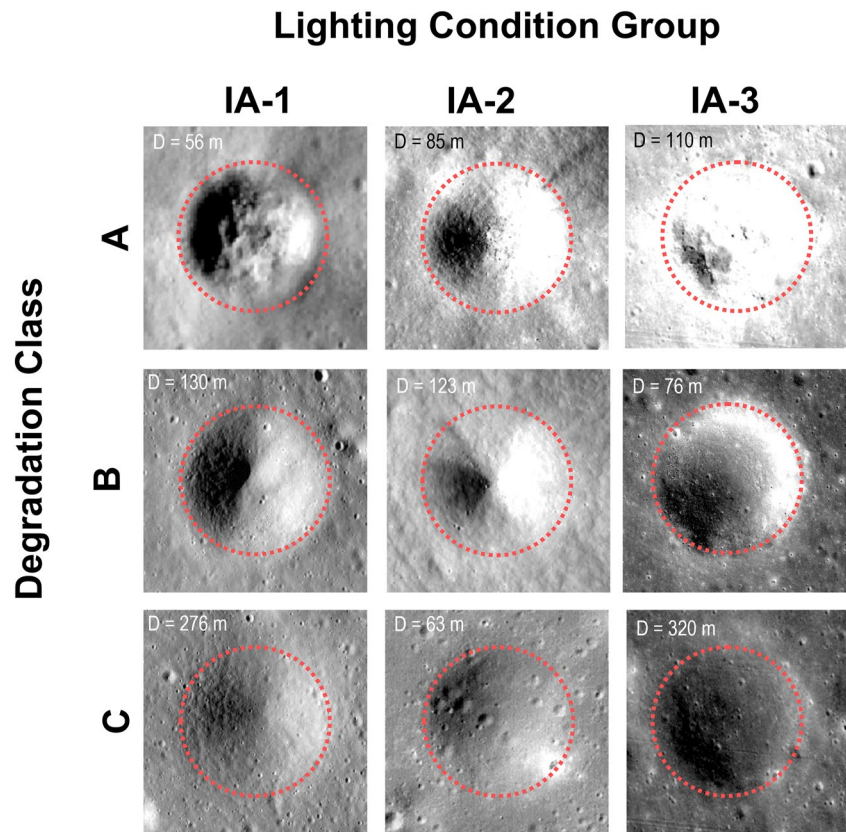 Lighting Condition Group
IA-1
IA-2
IA-3
Degradation Class
A
D = 56 m
D = 85 m
D = 110 m
B
D = 130 m
D = 123 m
D = 76 m
C
D = 276 m
D = 63 m
D = 320 m